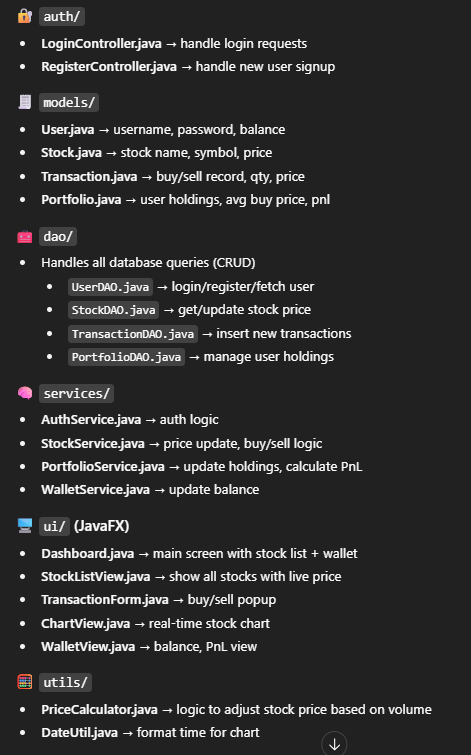 auth/
LoginController.java → handle login requests
RegisterController.java → handle new user signup
models/
User.java → username, password, balance
Stock.java → stock name, symbol, price
Transaction.java → buy/sell record, qty, price
Portfolio.java → user holdings, avg buy price, pnl
dao/
Handles all database queries (CRUD)
UserDAO.java → login/register/fetch user
StockDAO.java → get/update stock price
TransactionDAO.java → insert new transactions
PortfolioDAO.java → manage user holdings
services/
AuthService.java → auth logic
StockService.java → price update, buy/sell logic
PortfolioService.java → update holdings, calculate PnL
WalletService.java → update balance
ui/ (JavaFX)
Dashboard.java → main screen with stock list + wallet
StockListView.java → show all stocks with live price
TransactionForm.java → buy/sell popup
ChartView.java → real-time stock chart
WalletView.java → balance, PnL view
utils/
PriceCalculator.java → logic to adjust stock price based on volume
DateUtil.java → format time for chart